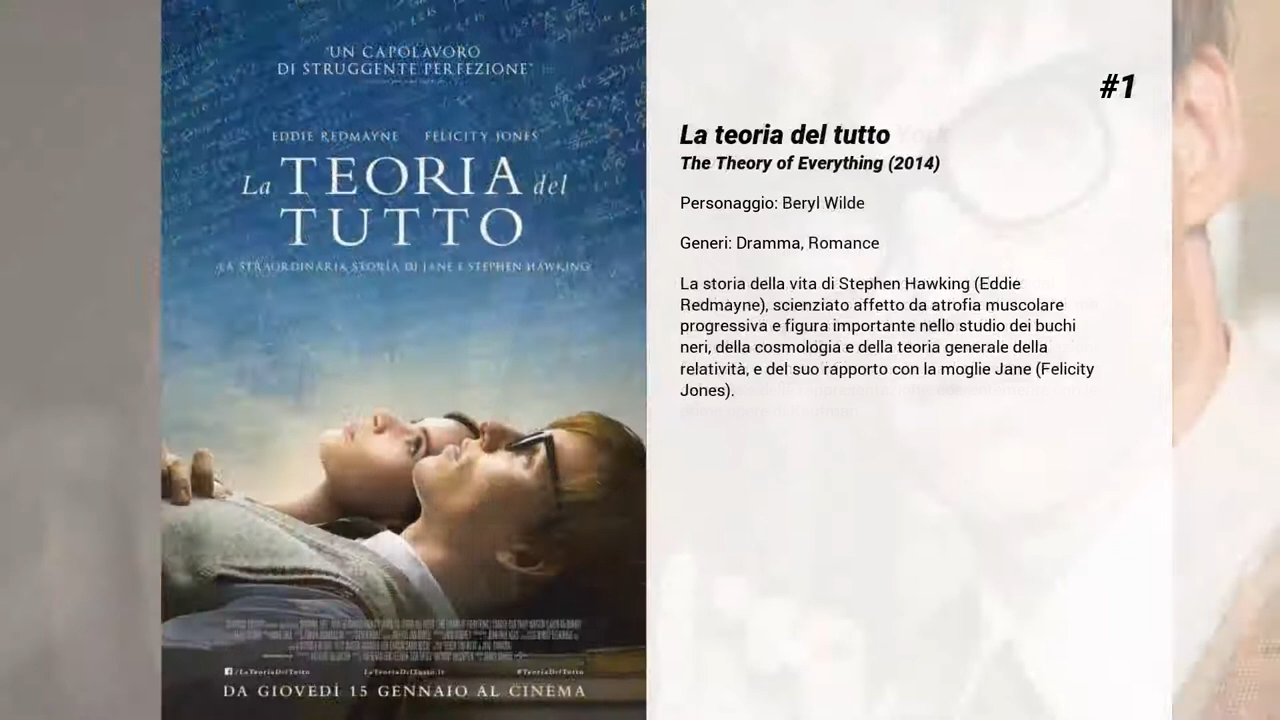 "UN CAPOLAVORO
DI STRUGGENTE PERFEZIONE"
EDDIE REDMAYNE FELICITY JONES
La TEORIA del
TUTTO
LA STRAORDINARIA STORIA DI JANE E STEPHEN HAWKING
/LaTeoriaDelTutto LaTeoriaDelTutto.it #TeoriaDelTutto
DA GIOVEDÌ 15 GENNAIO AL CINEMA
#1
La teoria del tutto
The Theory of Everything (2014)
Personaggio: Beryl Wilde
Generi: Dramma, Romance
La storia della vita di Stephen Hawking (Eddie
Redmayne), scienziato affetto da atrofia muscolare
progressiva e figura importante nello studio dei buchi
neri, della cosmologia e della teoria generale della
relatività, e del suo rapporto con la moglie Jane (Felicity
Jones).